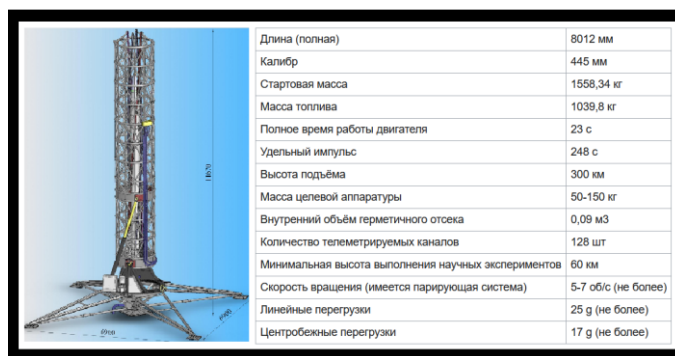 Длина (полная) 8012 мм
Калибр 445 мм
Стартовая масса 1558,34 кг
Масса топлива 1039,8 кг
Полное время работы двигателя 23 с
Удельный импульс 248 с
Высота подъёма 300 км
Масса целевой аппаратуры 50-150 кг
Внутренний объём герметичного отсека 0,09 м3
Количество телеметрируемых каналов 128 шт
Минимальная высота выполнения научных экспериментов 60 км
Скорость вращения (имеется парирующая система) 5-7 об/с (не более)
Линейные перегрузки 25 g (не более)
Центробежные перегрузки 17 g (не более)